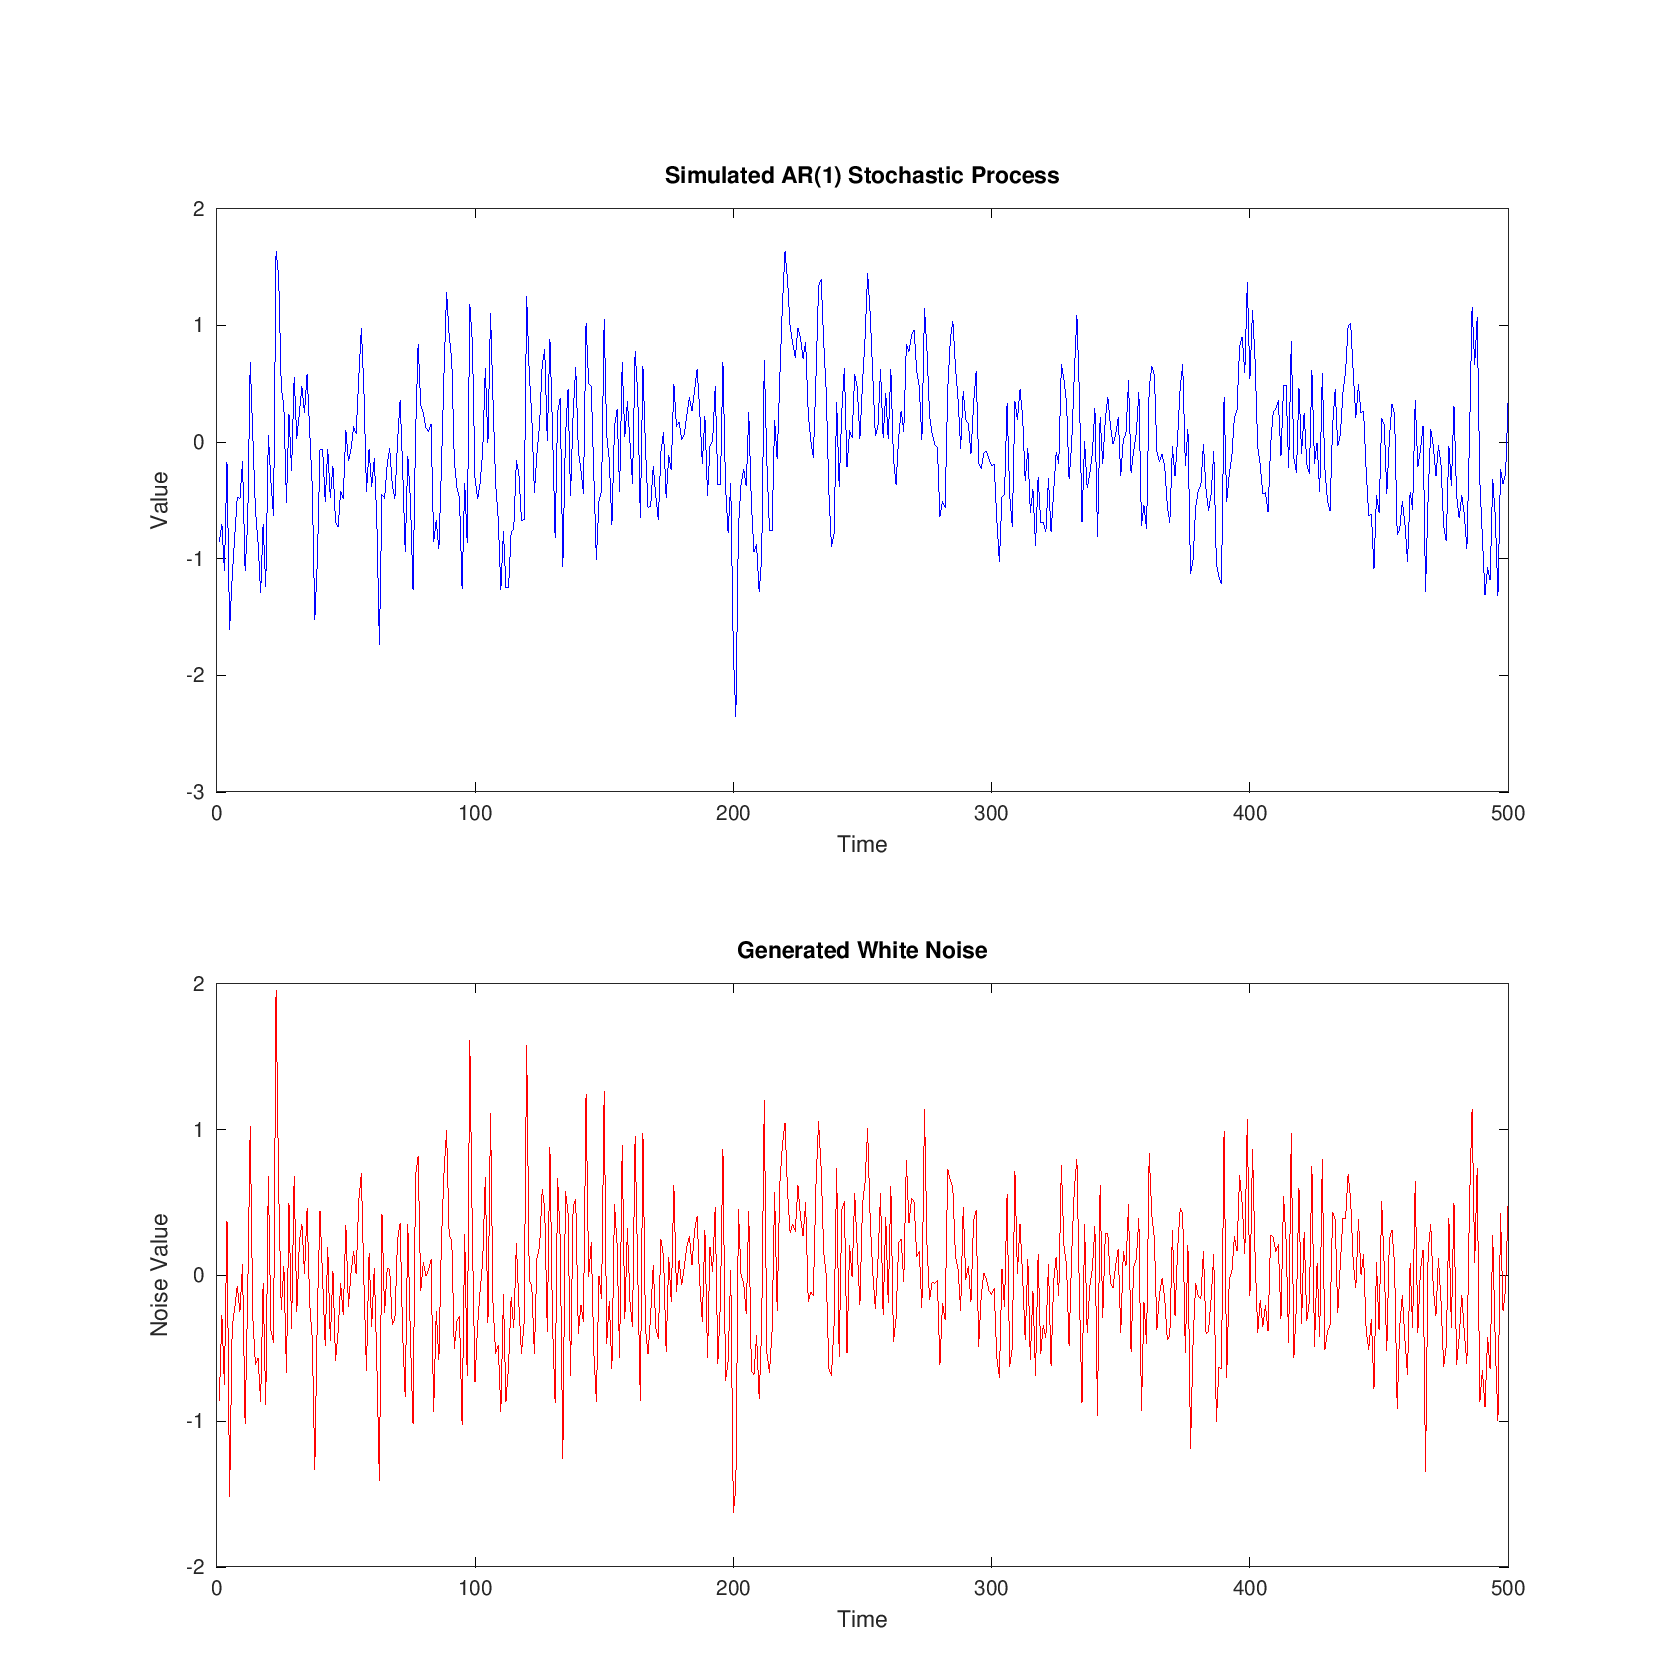 Simulated AR(1) Stochastic Process
2
1
0
-1
-2
-3
Value
0 100 200 300 400 500
Time
Generated White Noise
2
1
0
-1
-2
Noise Value
0 100 200 300 400 500
Time